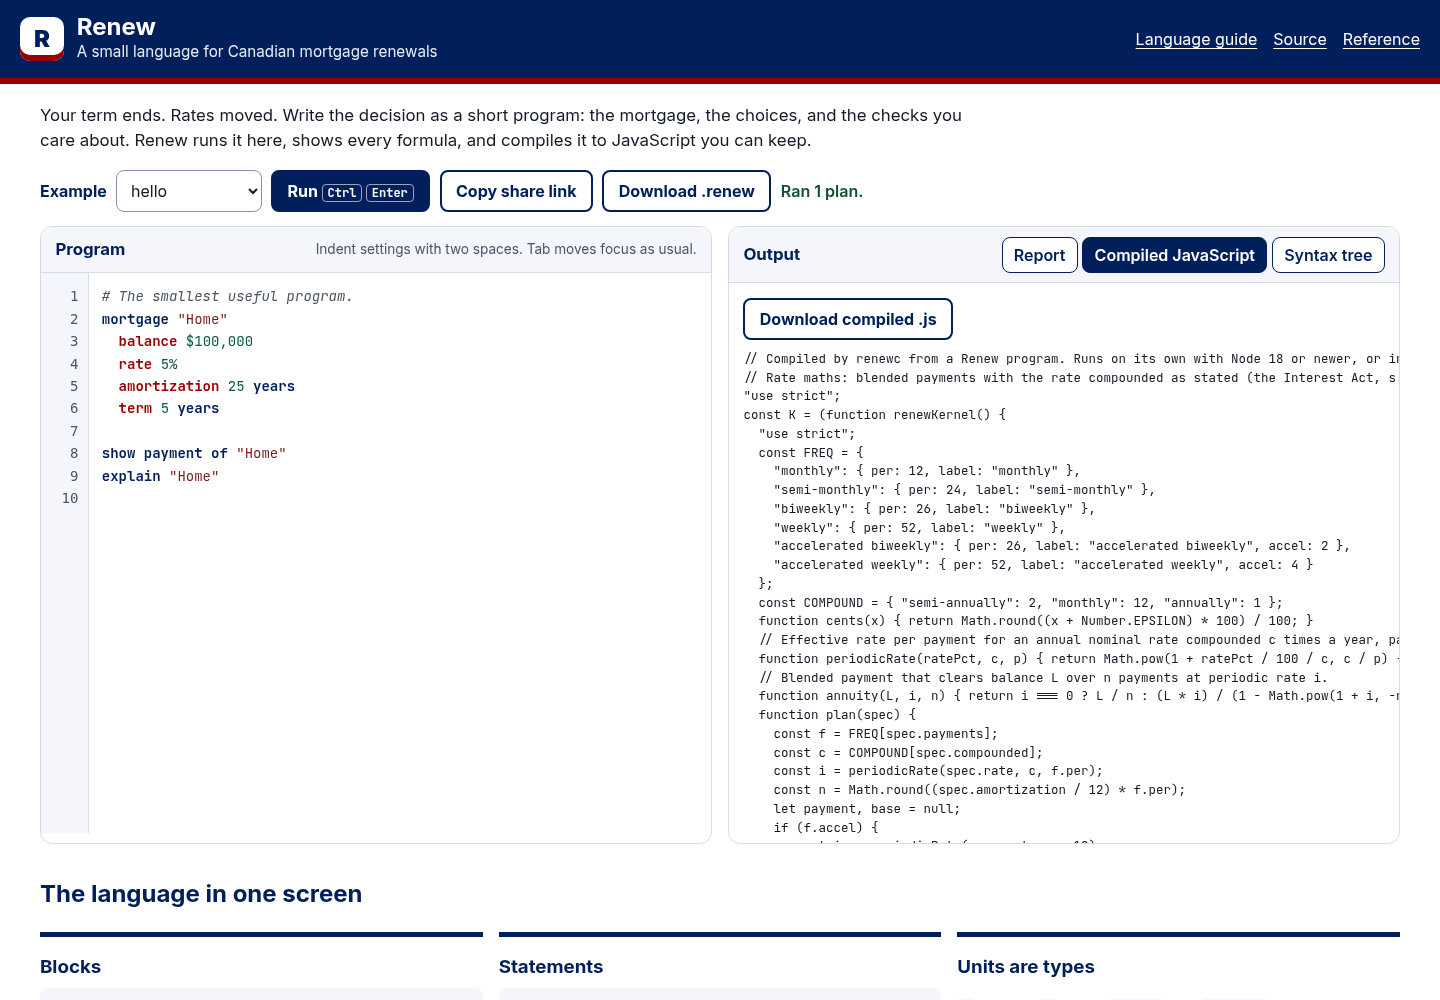 R
Renew
A small language for Canadian mortgage renewals
Language guide Source Reference
Your term ends. Rates moved. Write the decision as a short program: the mortgage, the choices, and the checks you
care about. Renew runs it here, shows every formula, and compiles it to JavaScript you can keep.
Example hello Run Ctrl Enter Copy share link Download .renew Ran 1 plan.
Program Indent settings with two spaces. Tab moves focus as usual.
1 # The smallest useful program.
2 mortgage "Home"
3   balance $100,000
4   rate 5%
5   amortization 25 years
6   term 5 years
7
8 show payment of "Home"
9 explain "Home"
10
Output Report Compiled JavaScript Syntax tree
Download compiled .js
// Compiled by renewc from a Renew program. Runs on its own with Node 18 or newer, or
// Rate maths: blended payments with the rate compounded as stated (the Interest Act,
"use strict";
const K = (function renewKernel() {
  "use strict";
  const FREQ = {
    "monthly": { per: 12, label: "monthly" },
    "semi-monthly": { per: 24, label: "semi-monthly" },
    "biweekly": { per: 26, label: "biweekly" },
    "weekly": { per: 52, label: "weekly" },
    "accelerated biweekly": { per: 26, label: "accelerated biweekly", accel: 2 },
    "accelerated weekly": { per: 52, label: "accelerated weekly", accel: 4 }
  };
  const COMPOUND = { "semi-annually": 2, "monthly": 12, "annually": 1 };
  function cents(x) { return Math.round((x + Number.EPSILON) * 100) / 100; }
  // Effective rate per payment for an annual nominal rate compounded c times a year,
  function periodicRate(ratePct, c, p) { return Math.pow(1 + ratePct / 100 / c, c / p)
  // Blended payment that clears balance L over n payments at periodic rate i.
  function annuity(L, i, n) { return i === 0 ? L / n : (L * i) / (1 - Math.pow(1 + i,
  function plan(spec) {
    const f = FREQ[spec.payments];
    const c = COMPOUND[spec.compounded];
    const i = periodicRate(spec.rate, c, f.per);
    const n = Math.round((spec.amortization / 12) * f.per);
    let payment, base = null;
    if (f.accel) {
The language in one screen
Blocks
Statements
Units are types